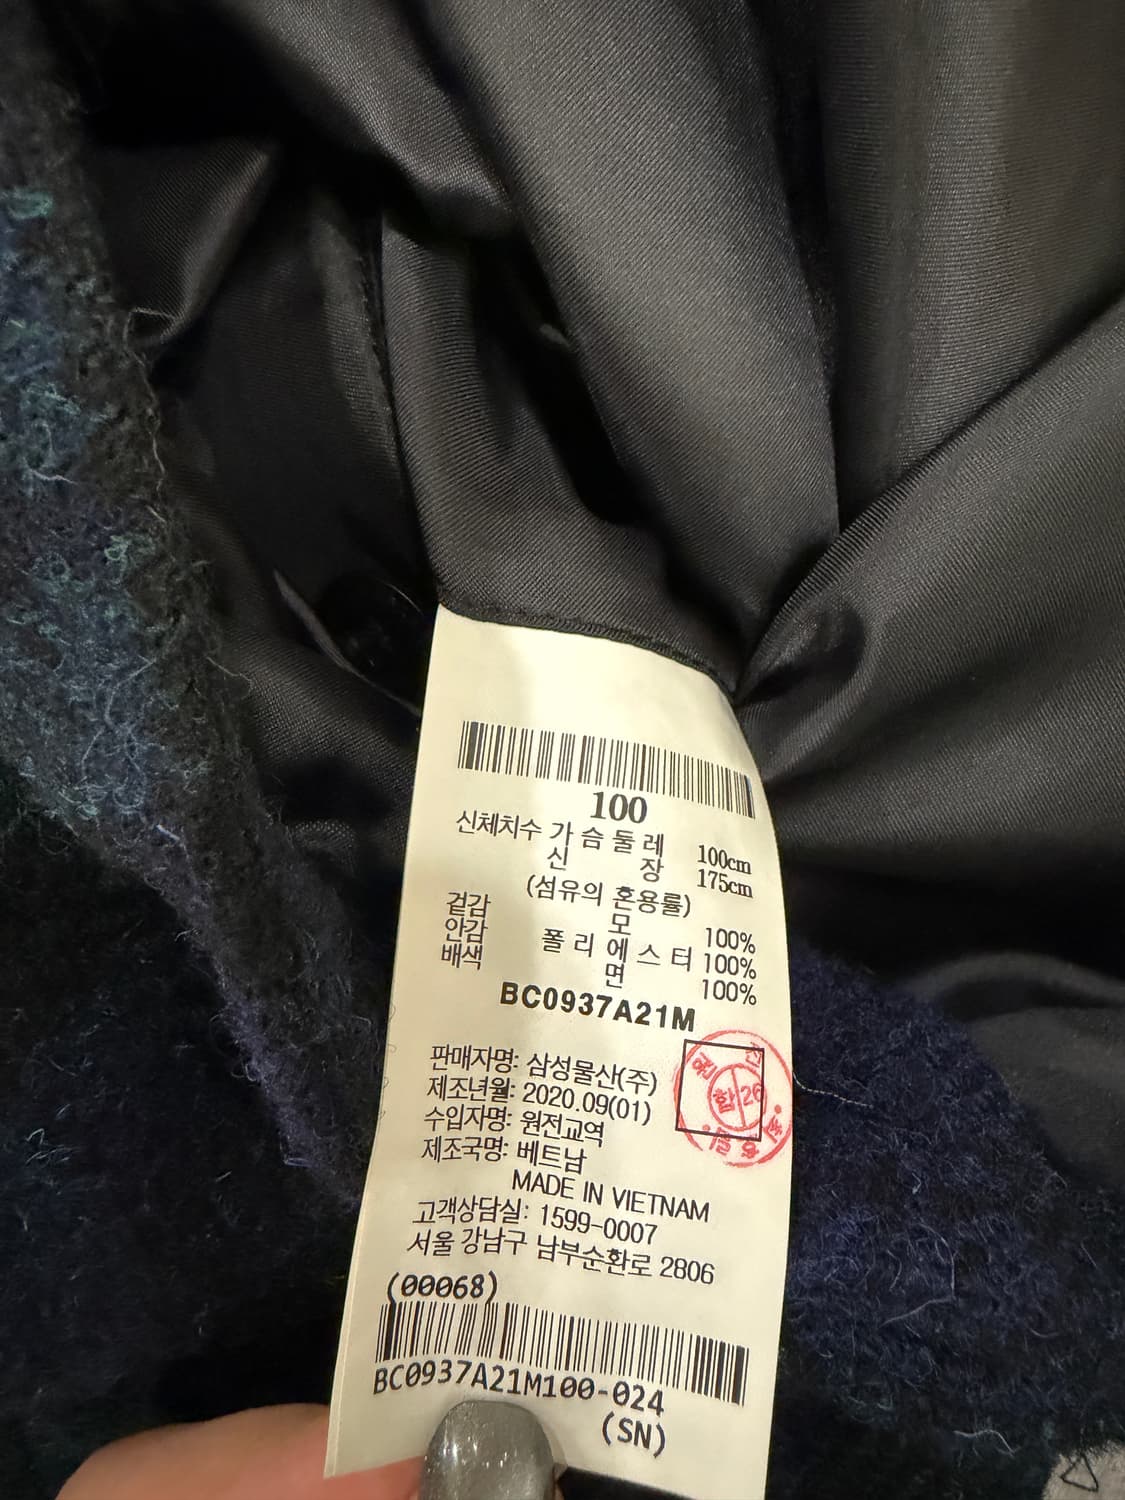 100
신체치수 가슴둘레 100cm
신 장 175cm
(섬유의 혼용률)
겉감 모 100%
안감 폴리에스터 100%
배색 면 100%
BC0937A21M
판매자명: 삼성물산(주)
제조년월: 2020.09(01)
수입자명: 원전교역
제조국명: 베트남
MADE IN VIETNAM
고객상담실: 1599-0007
서울 강남구 남부순환로 2806
(00068)
BC0937A21M100-024
(SN)
합 26